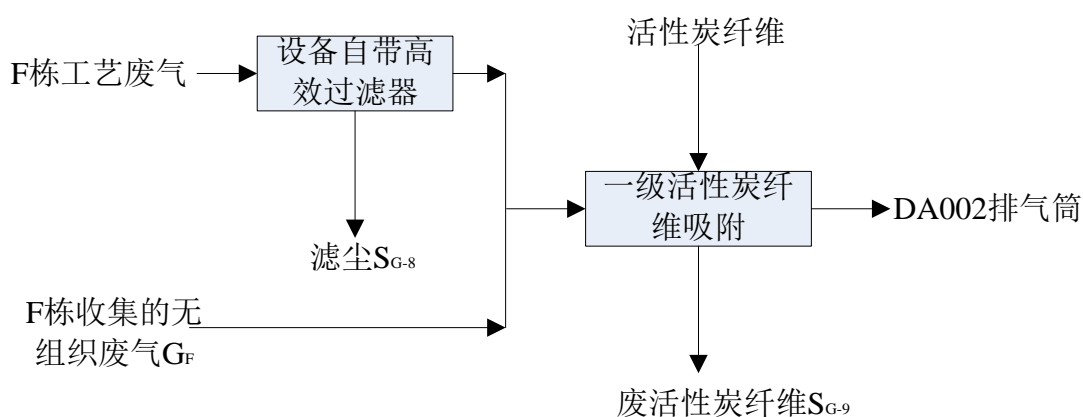 活性炭纤维
设备自带高
效过滤器
F栋工艺废气
一级活性炭纤
维吸附
DA002排气筒
滤尘SG-8
F栋收集的无
组织废气GF
废活性炭纤维SG-9